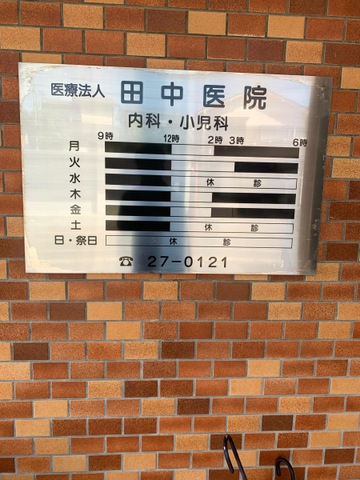 医療法人 田中医院
内科・小児科
9時 12時 2時 3時 6時
月
火
水 休 診
木
金
土 休 診
日・祭日 休 診
☎ 27-0121